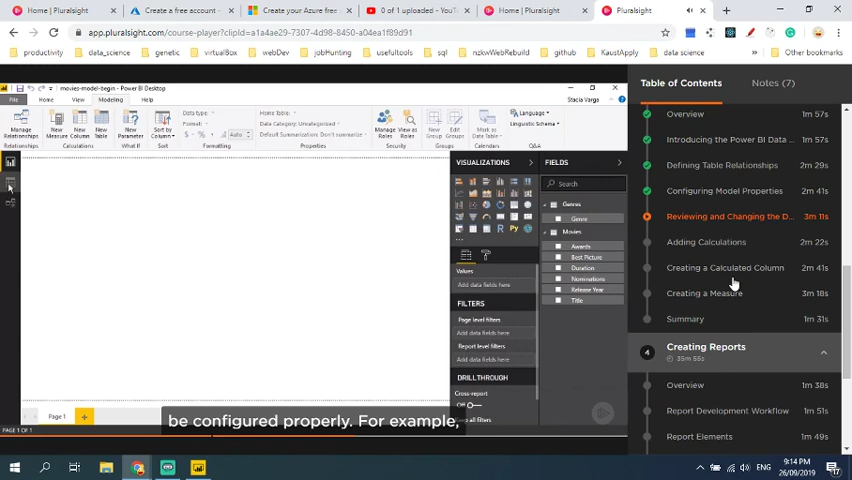 Home | Pluralsight
Create a free account
Create your Azure free
0 of 1 uploaded - YouT
Home | Pluralsight
Pluralsight
app.pluralsight.com/course-player?clipId=a1a4ae29-7307-4d98-8450-a04ea1f89d91
productivity data_science genetic virtualBox webDev jobHunting usefultools sql nzkwWebRebuild github KaustApply data science Other bookmarks
movies-model-begin - Power BI Desktop
Stacia Varga
File Home View Modeling Help
Manage Relationships
Relationships
New Measure
New Column
New Table
Calculations
New Parameter
What If
Sort by Column
Sort
Data type:
Format:
Auto
Formatting
Home Table:
Data Category: Uncategorized
Default Summarization: Don't summarize
Properties
Manage Roles
View as Roles
Security
New Group
Edit Groups
Groups
Mark as Date Table
Calendars
Language
Linguistic Schema
Q&A
VISUALIZATIONS
Values
Add data fields here
FILTERS
Page level filters
Add data fields here
Report level filters
Add data fields here
DRILLTHROUGH
Cross-report
Off
Keep all filters
FIELDS
Search
Genres
Genre
Movies
Awards
Best Picture
Duration
Nominations
Release Year
Title
Page 1
PAGE 1 OF 1
be configured properly. For example,
Table of Contents
Notes (7)
Overview 1m 57s
Introducing the Power BI Data ... 1m 57s
Defining Table Relationships 2m 29s
Configuring Model Properties 2m 41s
Reviewing and Changing the D... 3m 11s
Adding Calculations 2m 22s
Creating a Calculated Column 2m 41s
Creating a Measure 3m 18s
Summary 1m 31s
4 Creating Reports
35m 55s
Overview 1m 38s
Report Development Workflow 1m 51s
Report Elements 1m 49s
ENG
9:14 PM
26/09/2019
17